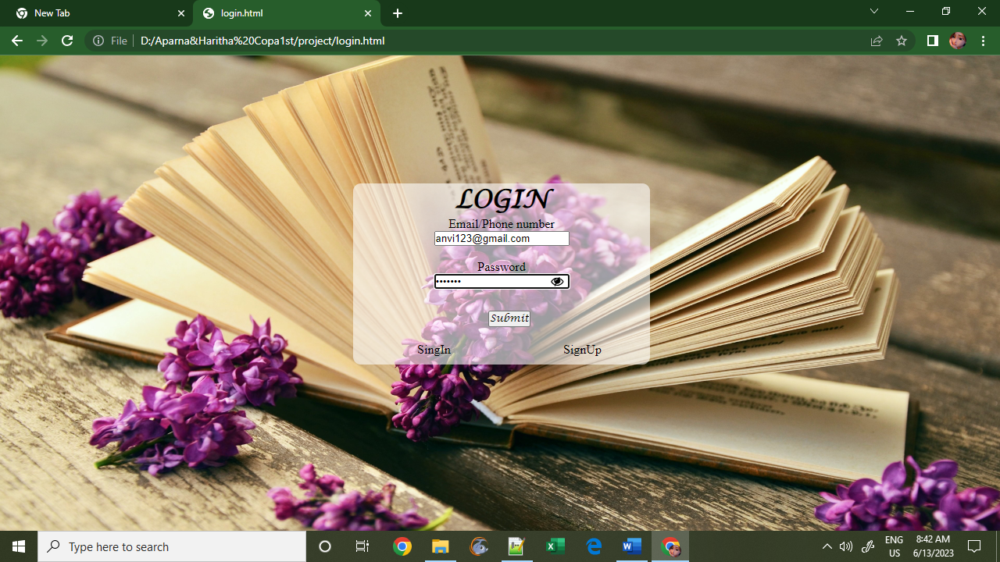 New Tab
login.html
File
D:/Aparna&Haritha%20Copa1st/project/login.html
LOGIN
Email/Phone number
anvi123@gmail.com
Password
•••••••
Submit
SingIn SignUp
Type here to search
ENG
US
8:42 AM
6/13/2023